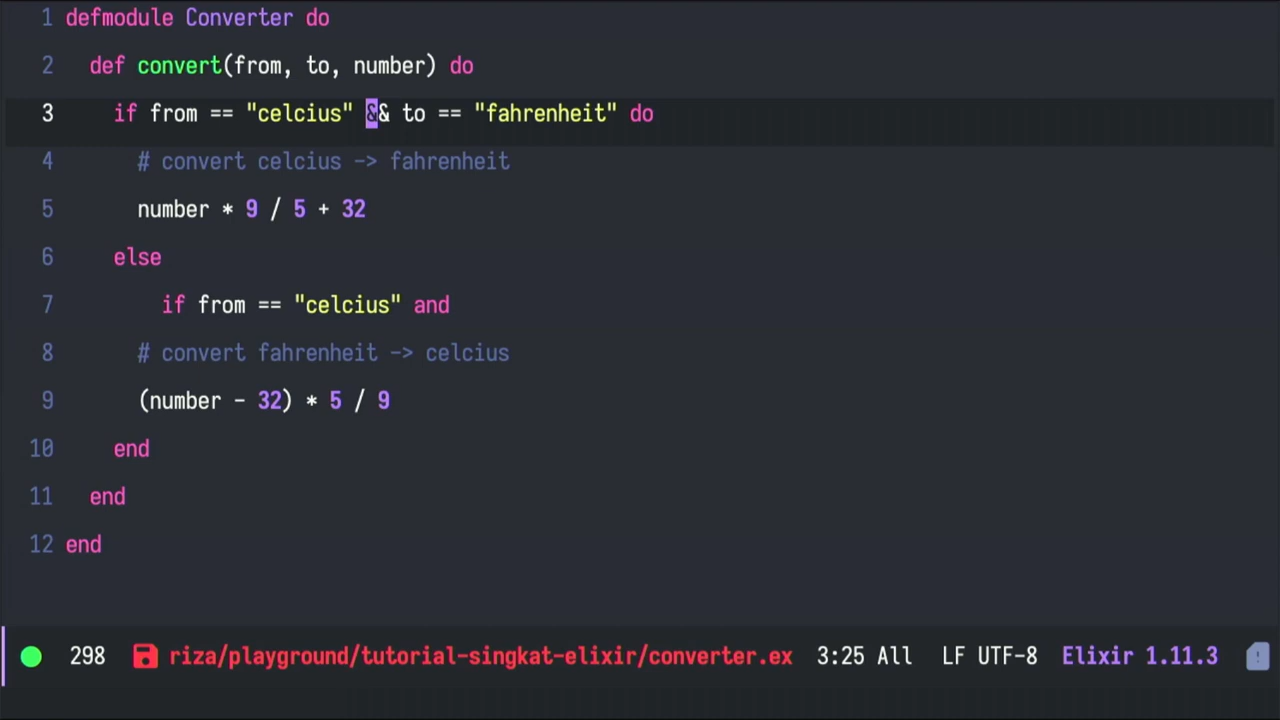 1 defmodule Converter do
2 def convert(from, to, number) do
3 if from == "celcius" && to == "fahrenheit" do
4 # convert celcius -> fahrenheit
5 number * 9 / 5 + 32
6 else
7 if from == "celcius" and
8 # convert fahrenheit -> celcius
9 (number - 32) * 5 / 9
10 end
11 end
12 end
298 riza/playground/tutorial-singkat-elixir/converter.ex 3:25 All LF UTF-8 Elixir 1.11.3